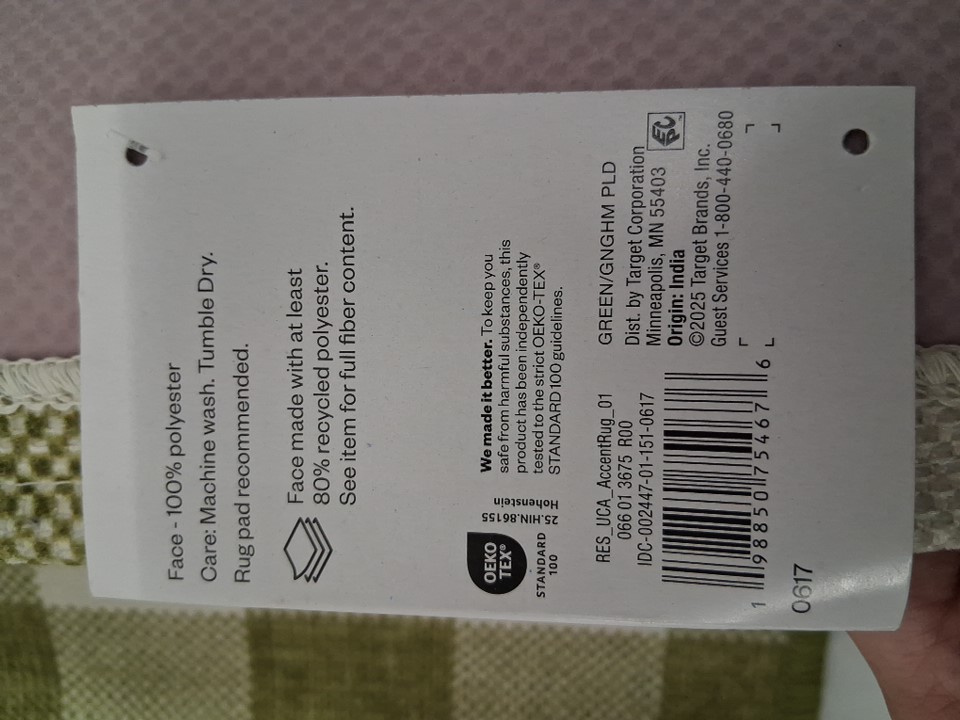 Face - 100% polyester
Care: Machine wash. Tumble Dry.
Rug pad recommended.
Face made with at least
80% recycled polyester.
See item for full fiber content.
OEKO
TEX®
STANDARD
100
25.HIN.86155
Hohenstein
We made it better. To keep you
safe from harmful substances, this
product has been independently
tested to the strict OEKO-TEX®
STANDARD100 guidelines.
RES_UCA_AccentRug_01
066 01 3675 R00
IDC-002447-01-151-0617
1 98850 75467 6
0617
GREEN/GNGHM PLD
Dist. by Target Corporation
Minneapolis, MN 55403
Origin: India
©2025 Target Brands, Inc.
Guest Services 1-800-440-0680